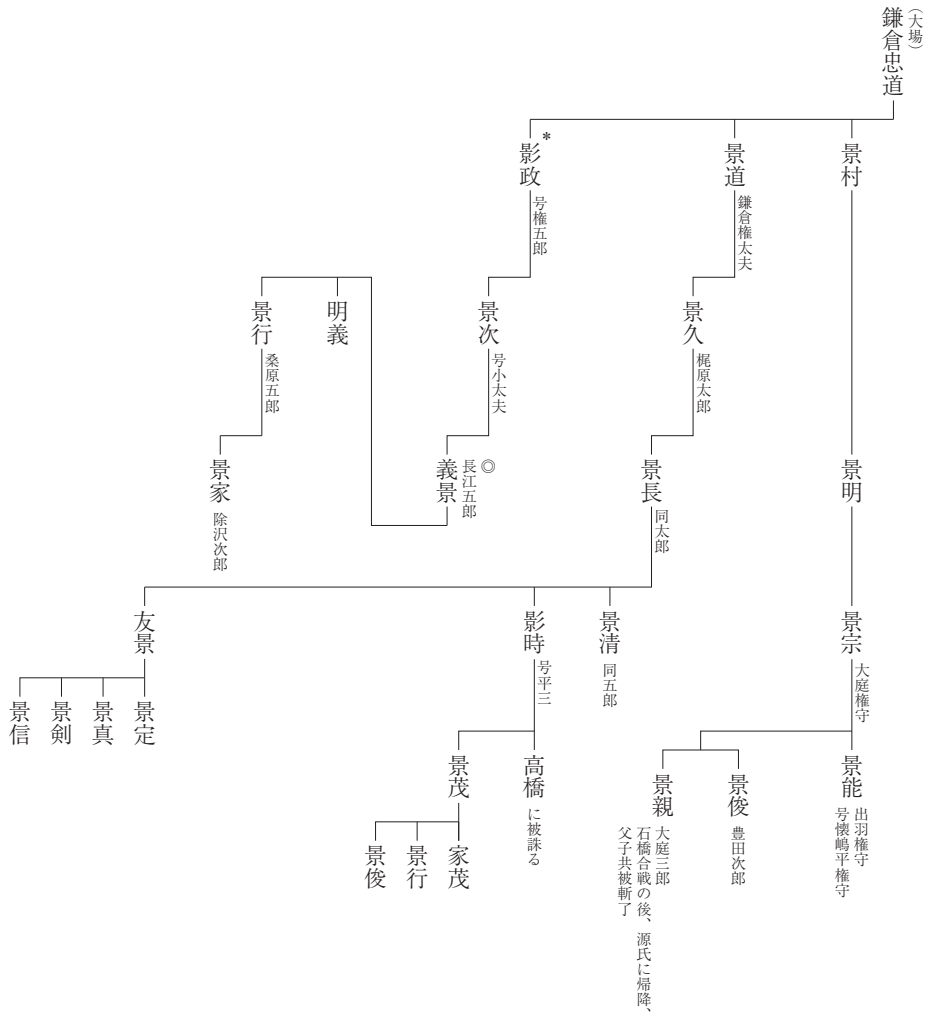 (大場)
鎌倉忠道
景村
景明
景宗
大庭権守
景能
出羽権守
号懐嶋平権守
景俊
豊田次郎
景親
大庭三郎
石橋合戦の後、源氏に帰降、
父子共被斬了
景道
鎌倉権太夫
景久
梶原太郎
景長
同太郎
景清
同五郎
影時
号平三
高橋
に被誅る
景茂
家茂
景行
景俊
友景
景定
景真
景剣
景信
*
影政
号権五郎
景次
号小太夫
◎
長江五郎
義景
明義
景行
桑原五郎
景家
除沢次郎